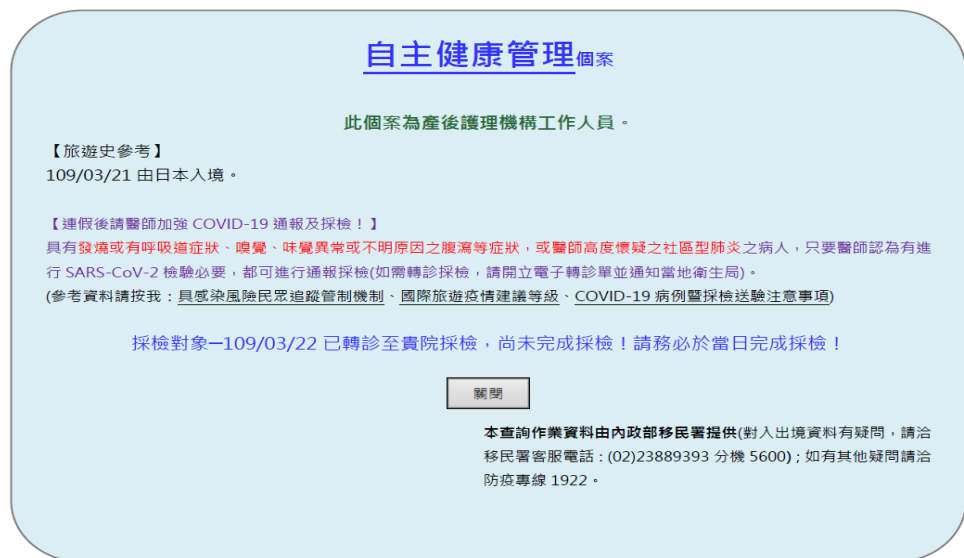 自主健康管理個案
此個案為產後護理機構工作人員。
【旅遊史參考】
109/03/21 由日本入境。
【連假後請醫師加強 COVID-19 通報及採檢！】
具有發燒或有呼吸道症狀、嗅覺、味覺異常或不明原因之腹瀉等症狀，或醫師高度懷疑之社區型肺炎之病人，只要醫師認為有進
行 SARS-CoV-2 檢驗必要，都可進行通報採檢(如需轉診採檢，請開立電子轉診單並通知當地衛生局)。
(參考資料請按我：具感染風險民眾追蹤管制機制、國際旅遊疫情建議等級、COVID-19 病例暨採檢送驗注意事項)
採檢對象─109/03/22 已轉診至貴院採檢，尚未完成採檢！請務必於當日完成採檢！
關閉
本查詢作業資料由內政部移民署提供(對入出境資料有疑問，請洽
移民署客服電話：(02)23889393 分機 5600)；如有其他疑問請洽
防疫專線 1922。